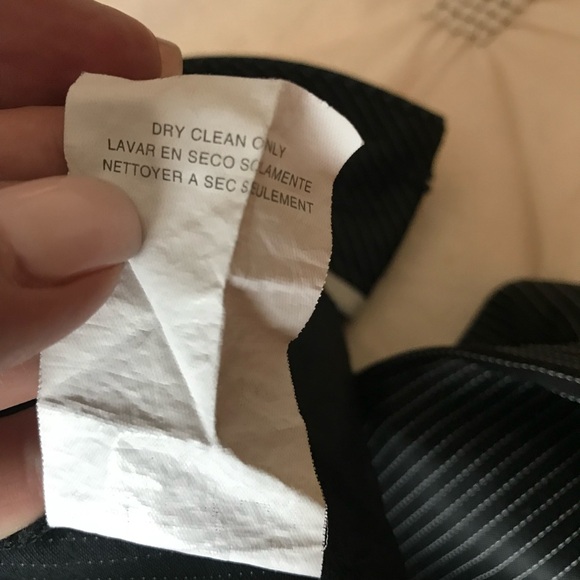 DRY CLEAN ONLY
LAVAR EN SECO SOLAMENTE
NETTOYER A SEC SEULEMENT